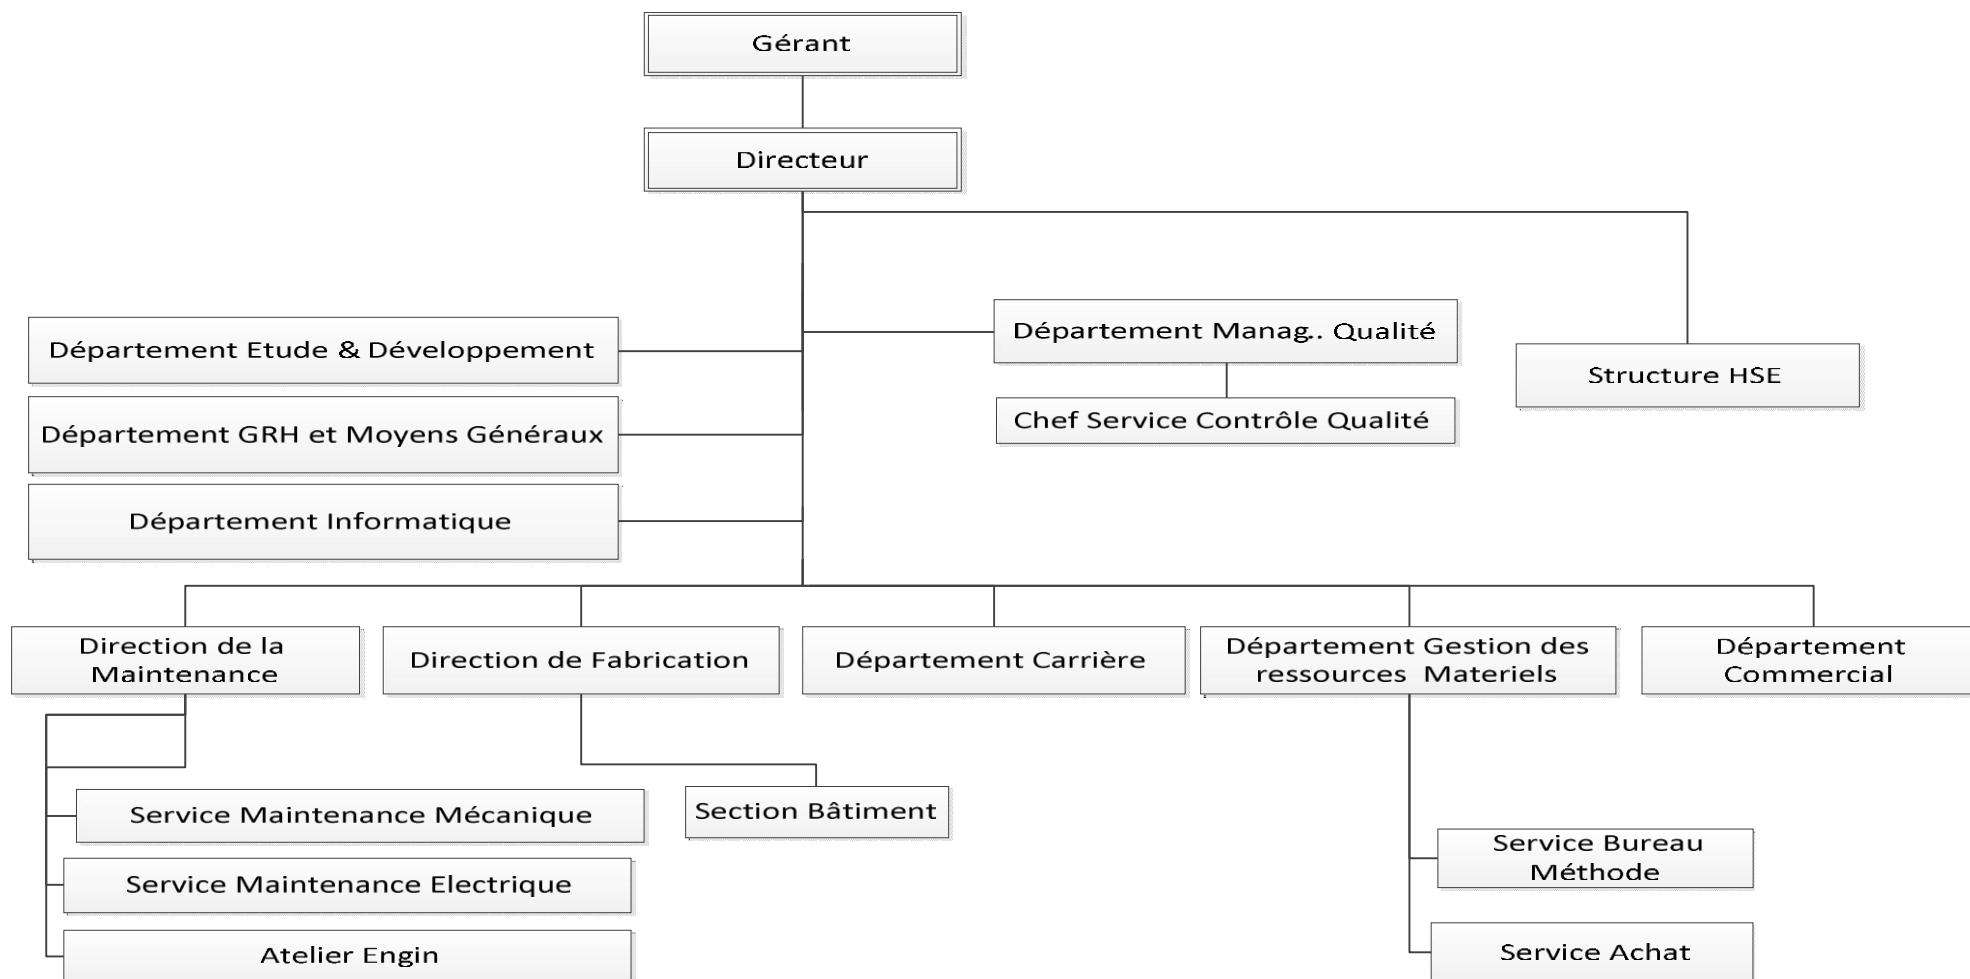 Gérant
Directeur
Département Manag.. Qualité
Département Etude & Développement
Structure HSE
Chef Service Contrôle Qualité
Département GRH et Moyens Généraux
Département Informatique
Direction de la
Maintenance
Direction de Fabrication
Département Carrière
Département Gestion des
ressources  Materiels
Département
Commercial
Service Maintenance Mécanique
Section Bâtiment
Service Bureau
Méthode
Service Maintenance Electrique
Service Achat
Atelier Engin